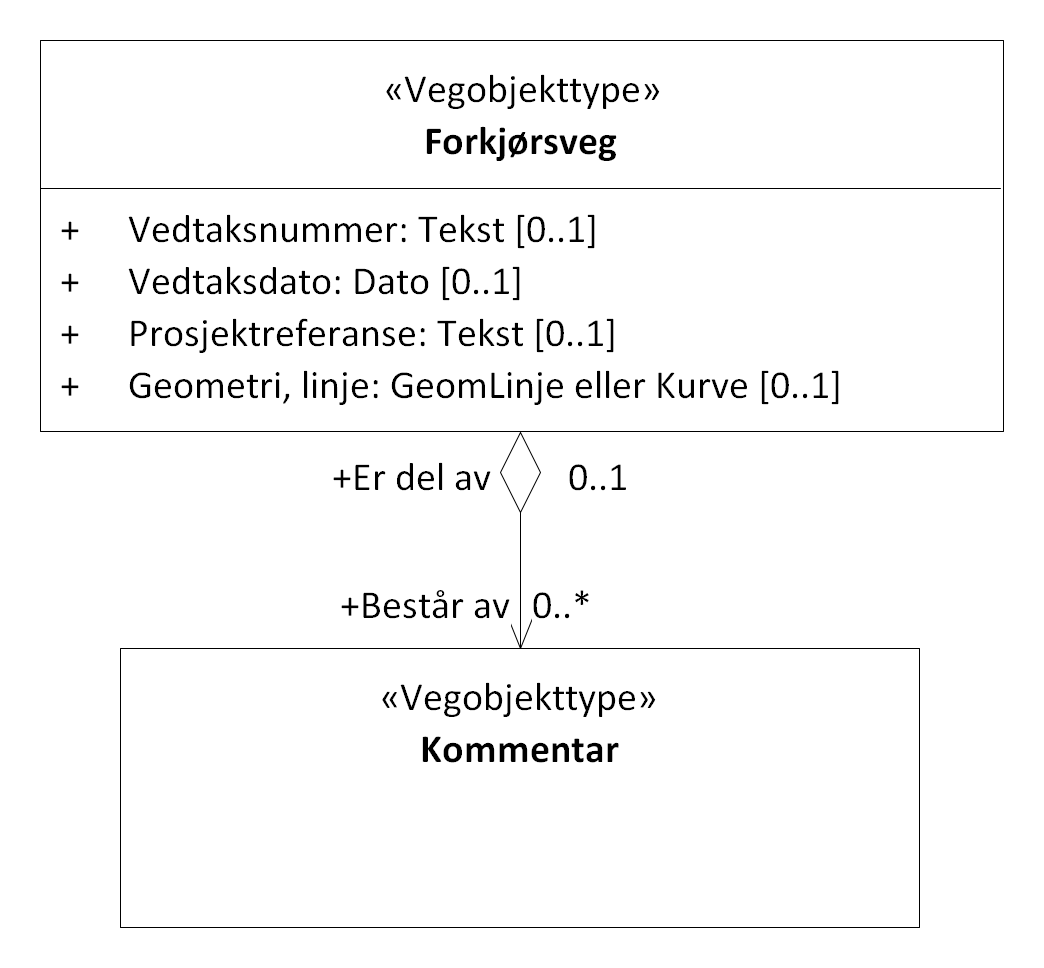 «Vegobjekttype»
Forkjørsveg
+ Vedtaksnummer: Tekst [0..1]
+ Vedtaksdato: Dato [0..1]
+ Prosjektreferanse: Tekst [0..1]
+ Geometri, linje: GeomLinje eller Kurve [0..1]
+Er del av 0..1
+Består av 0..*
«Vegobjekttype»
Kommentar